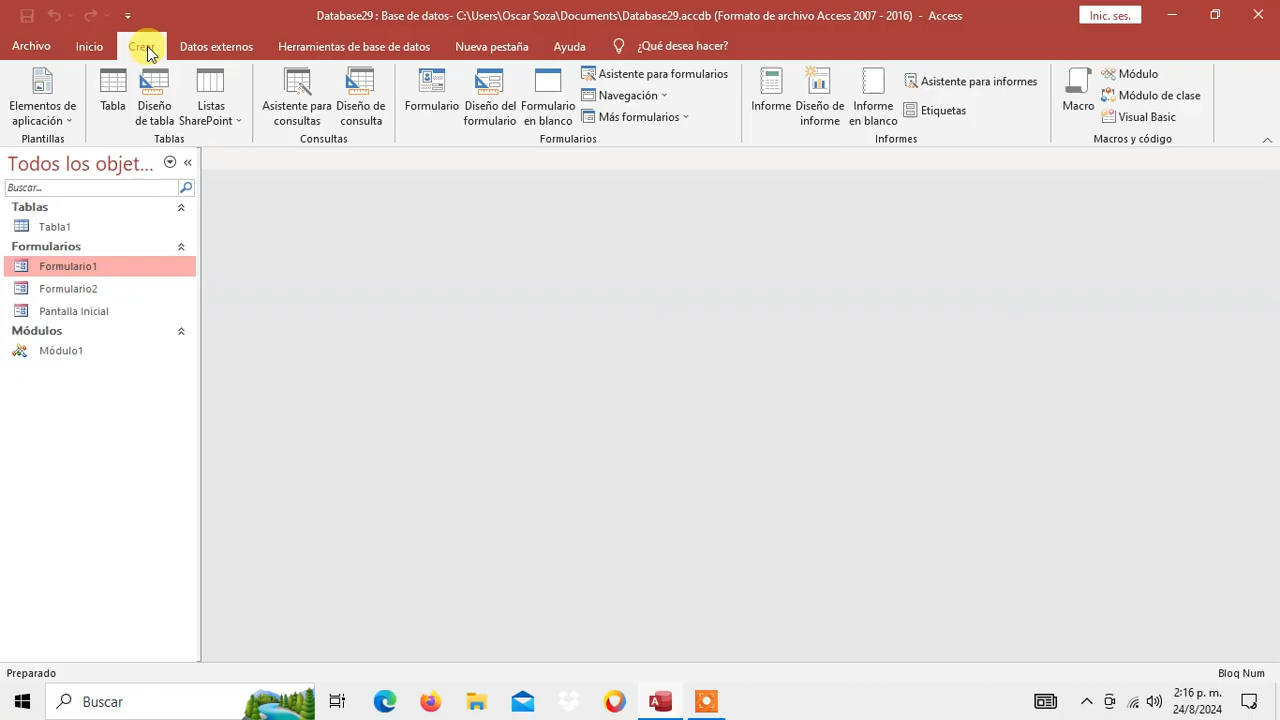 Database29 : Base de datos- C:\Users\Oscar Soza\Documents\Database29.accdb (Formato de archivo Access 2007 - 2016) - Access
Inic. ses.
Archivo Inicio Crear Datos externos Herramientas de base de datos Nueva pestaña Ayuda ¿Qué desea hacer?
Elementos de aplicación
Tabla
Diseño de tabla
Listas SharePoint
Asistente para consultas
Diseño de consulta
Formulario
Diseño del formulario
Formulario en blanco
Asistente para formularios
Navegación
Más formularios
Informe
Diseño de informe
Informe en blanco
Asistente para informes
Etiquetas
Macro
Módulo
Módulo de clase
Visual Basic
Plantillas Tablas Consultas Formularios Informes Macros y código
Todos los objet...
Buscar...
Tablas
Tabla1
Formularios
Formulario1
Formulario2
Pantalla Inicial
Módulos
Módulo1
Preparado
Bloq Num
Buscar
2:16 p. m.
24/8/2024